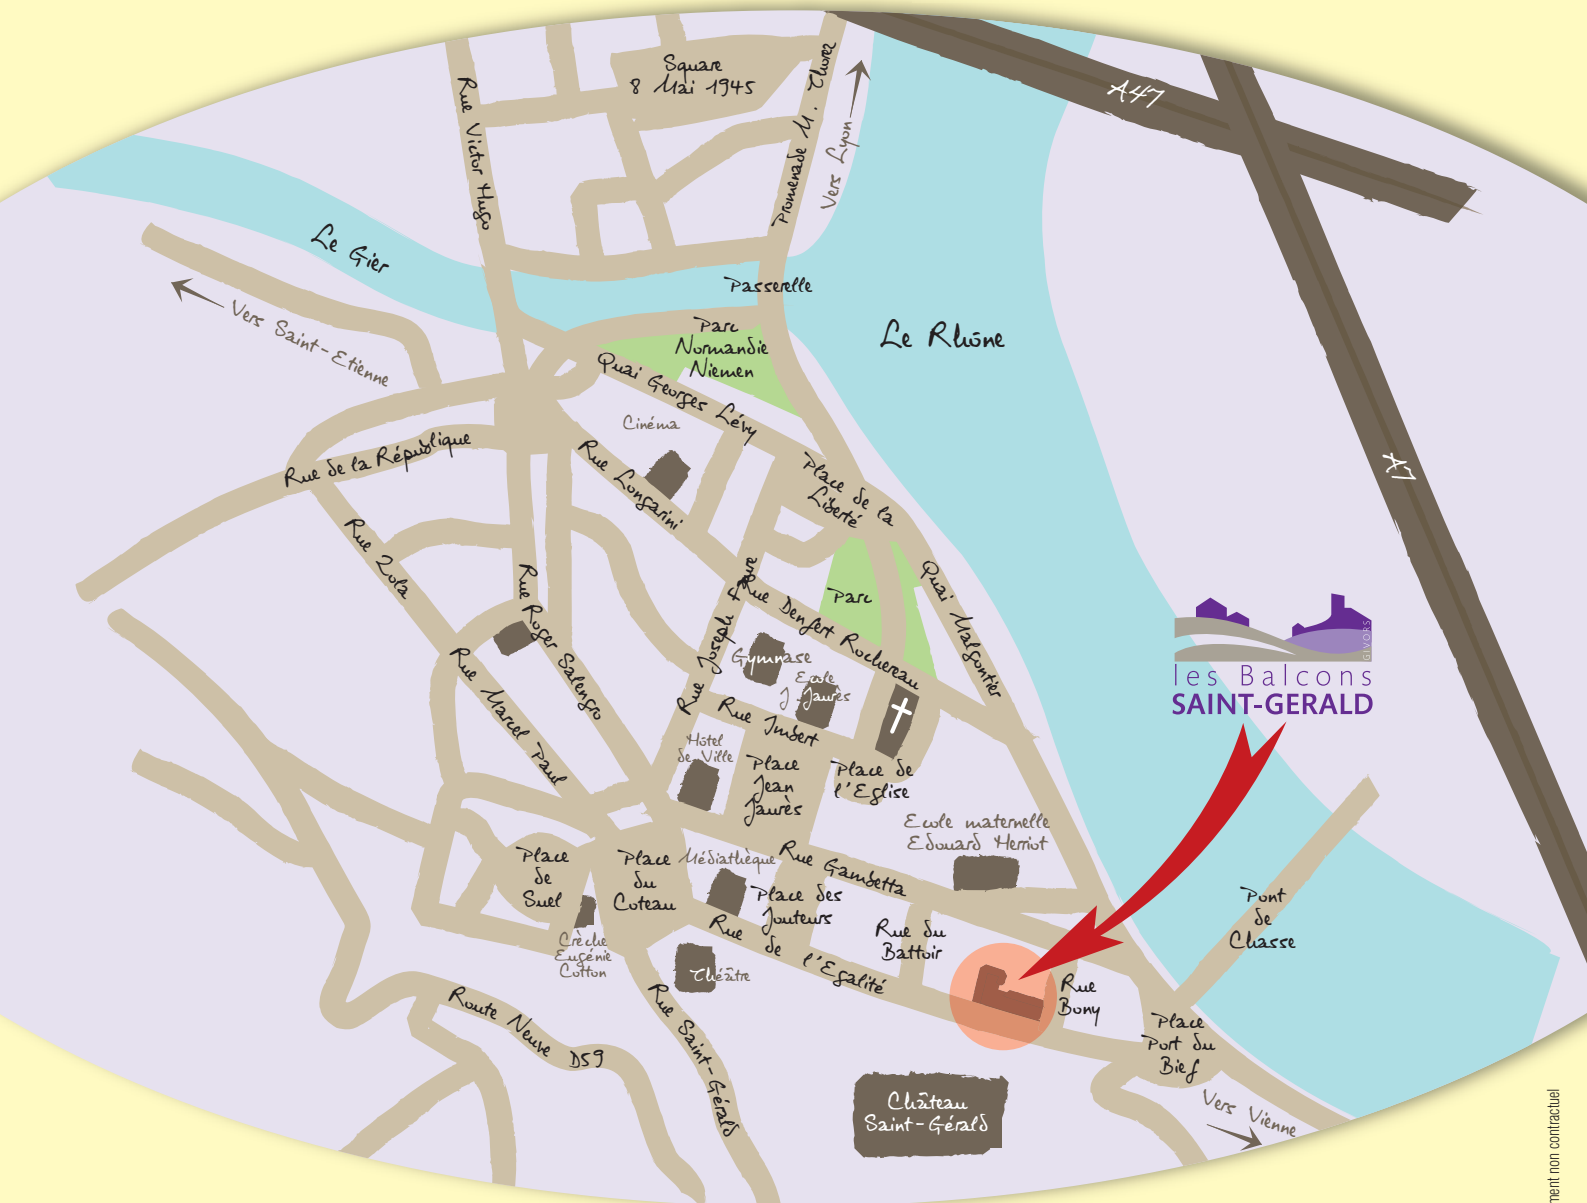 Square
8 Mai 1945
Promenade M. Thorez
A47
Rue Victor Hugo
Vers Lyon
Le Gier
Passerelle
Vers Saint-Etienne
Le Rhône
Parc
Normandie
Niemen
Quai Georges Lévy
Cinéma
Rue de la République
Rue Longarini
Place de la
Liberté
A7
Rue Zola
Rue Roger Salengro
Rue Joseph Faure
Rue Denfert Rochereau
Parc
Quai Malgontier
GIVORS
les Balcons
SAINT-GERALD
Rue Marcel Paul
Gymnase
Ecole
J. Jaurès
Rue Imbert
Hôtel
de Ville
Place
Jean
Jaurès
Place de
l'Eglise
Ecole maternelle
Edouard Herriot
Place
de
Suel
Place
du
Coteau
Médiathèque
Rue Gambetta
Place des
Jouteurs
Rue du
Battoir
Pont
de
Chasse
Crèche
Eugénie
Cotton
Théâtre
Rue de l'Egalité
Rue
Bony
Route Neuve D59
Rue Saint-Gérald
Place
Port du
Bief
Château
Saint-Gérald
Vers Vienne
non contractuel